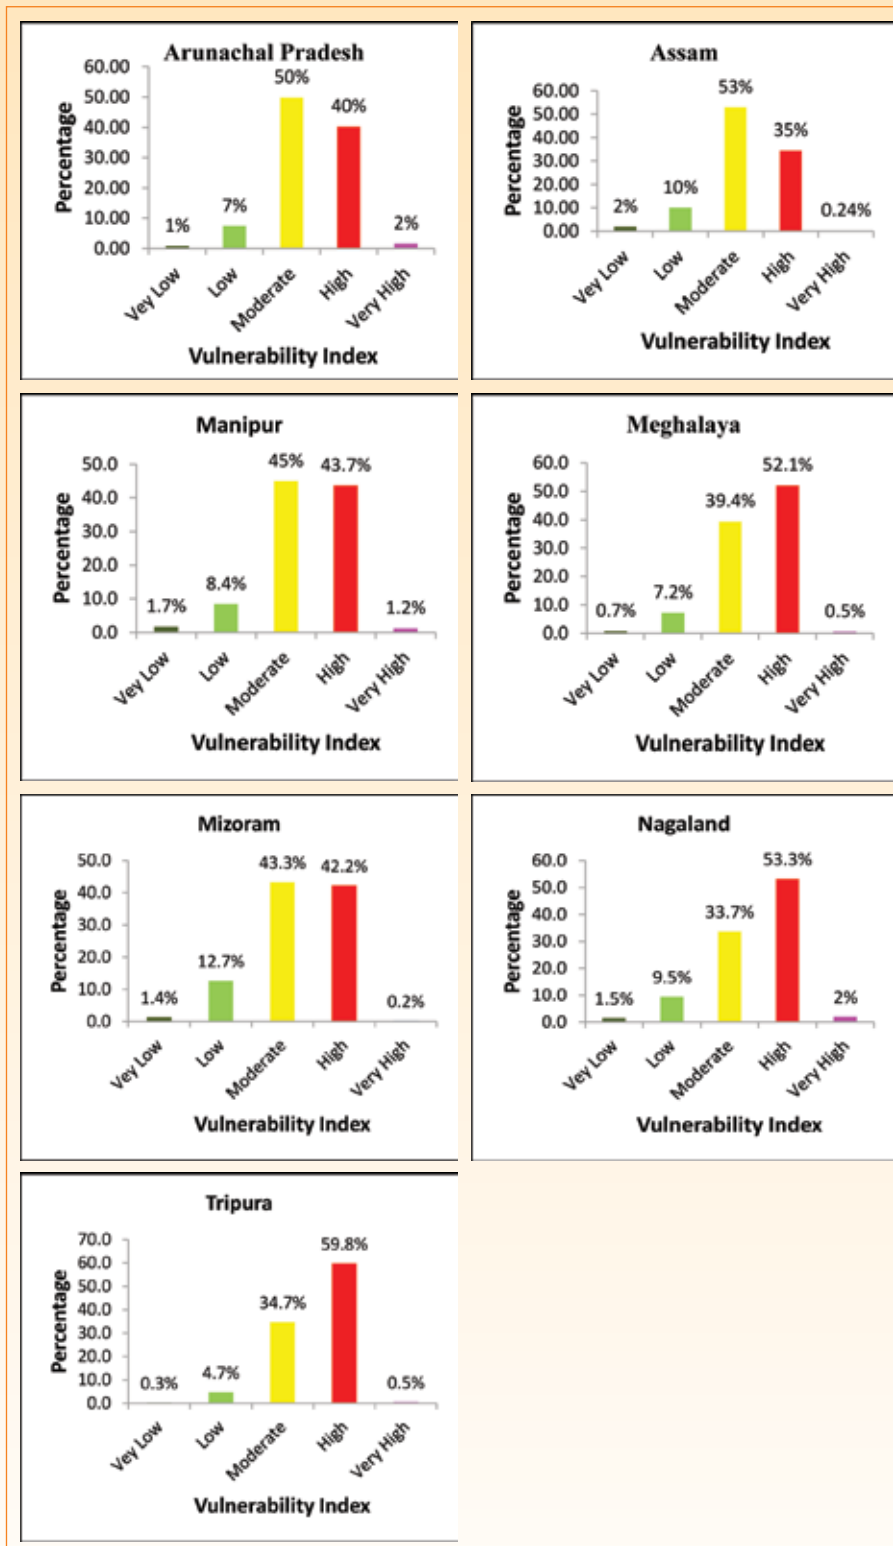 Arunachal Pradesh
60.00
50.00
40.00
30.00
20.00
10.00
0.00
Percentage
1%
7%
50%
40%
2%
Vey Low
Low
Moderate
High
Very High
Vulnerability Index
Assam
60.00
50.00
40.00
30.00
20.00
10.00
0.00
Percentage
2%
10%
53%
35%
0.24%
Vey Low
Low
Moderate
High
Very High
Vulnerability Index
Manipur
50.0
40.0
30.0
20.0
10.0
0.0
Percentage
1.7%
8.4%
45%
43.7%
1.2%
Vey Low
Low
Moderate
High
Very High
Vulnerability Index
Meghalaya
60.0
50.0
40.0
30.0
20.0
10.0
0.0
Percentage
0.7%
7.2%
39.4%
52.1%
0.5%
Vey Low
Low
Moderate
High
Very High
Vulnerability Index
Mizoram
50.0
40.0
30.0
20.0
10.0
0.0
Percentage
1.4%
12.7%
43.3%
42.2%
0.2%
Vey Low
Low
Moderate
High
Very High
Vulnerability Index
Nagaland
60.0
50.0
40.0
30.0
20.0
10.0
0.0
Percentage
1.5%
9.5%
33.7%
53.3%
2%
Vey Low
Low
Moderate
High
Very High
Vulnerability Index
Tripura
70.0
60.0
50.0
40.0
30.0
20.0
10.0
0.0
Percentage
0.3%
4.7%
34.7%
59.8%
0.5%
Vey Low
Low
Moderate
High
Very High
Vulnerability Index